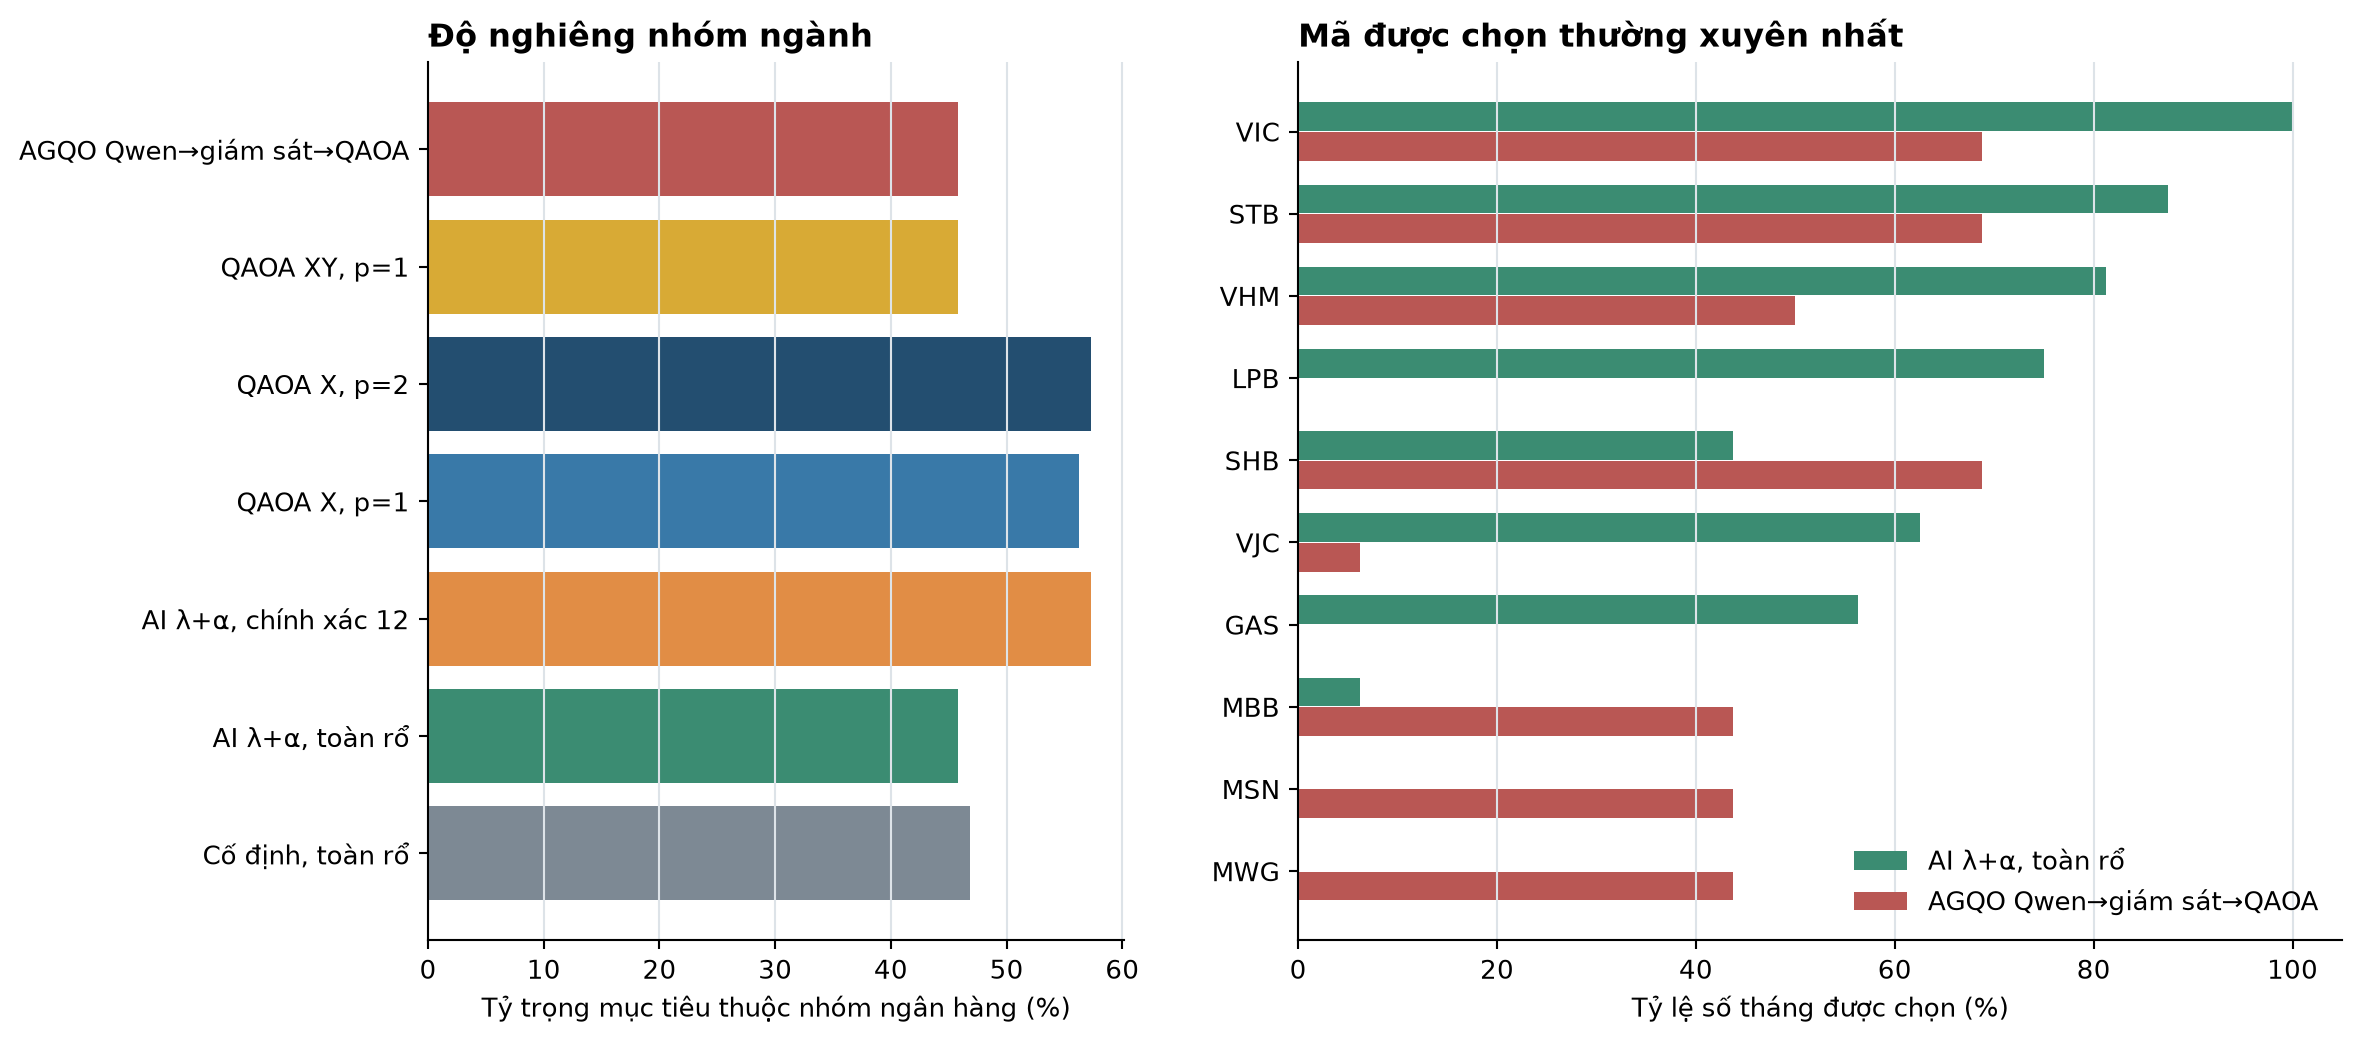 Độ nghiêng nhóm ngành
AGQO Qwen→giám sát→QAOA
QAOA XY, p=1
QAOA X, p=2
QAOA X, p=1
AI λ+α, chính xác 12
AI λ+α, toàn rổ
Cố định, toàn rổ
0 10 20 30 40 50 60
Tỷ trọng mục tiêu thuộc nhóm ngân hàng (%)
Mã được chọn thường xuyên nhất
VIC
STB
VHM
LPB
SHB
VJC
GAS
MBB
MSN
MWG
AI λ+α, toàn rổ
AGQO Qwen→giám sát→QAOA
0 20 40 60 80 100
Tỷ lệ số tháng được chọn (%)